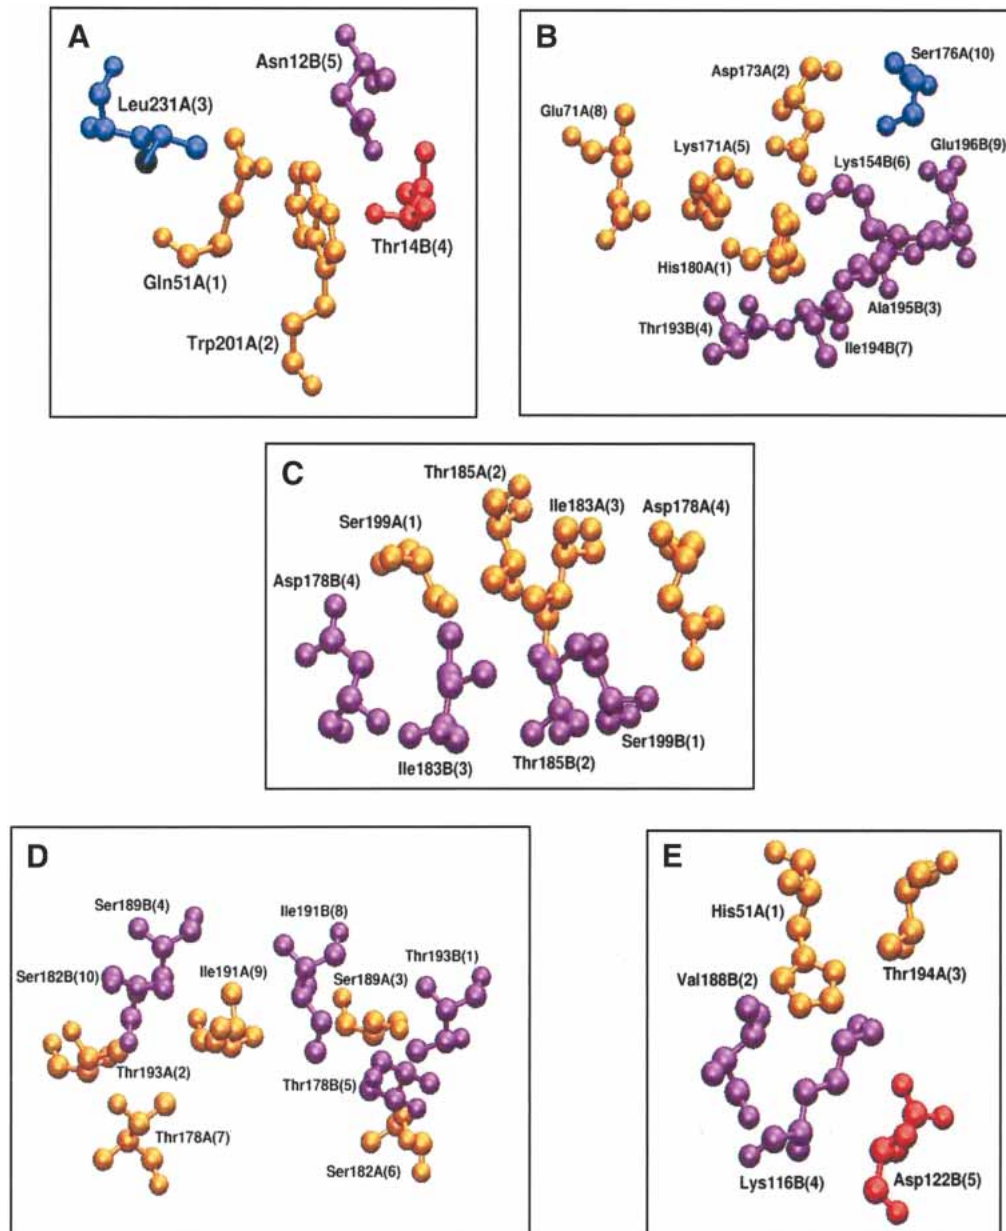 A
Asn12B(5)
Leu231A(3)
Thr14B(4)
Gln51A(1)
Trp201A(2)
B
Ser176A(10)
Asp173A(2)
Glu71A(8)
Lys171A(5)
Glu196B(9)
Lys154B(6)
His180A(1)
Ala195B(3)
Thr193B(4)
Ile194B(7)
C
Thr185A(2)
Ile183A(3)
Asp178A(4)
Ser199A(1)
Asp178B(4)
Ser199B(1)
Thr185B(2)
Ile183B(3)
D
Ser189B(4)
Ile191B(8)
Thr193B(1)
Ser182B(10)
Ile191A(9)
Ser189A(3)
Thr193A(2)
Thr178B(5)
Thr178A(7)
Ser182A(6)
E
His51A(1)
Thr194A(3)
Val188B(2)
Lys116B(4)
Asp122B(5)